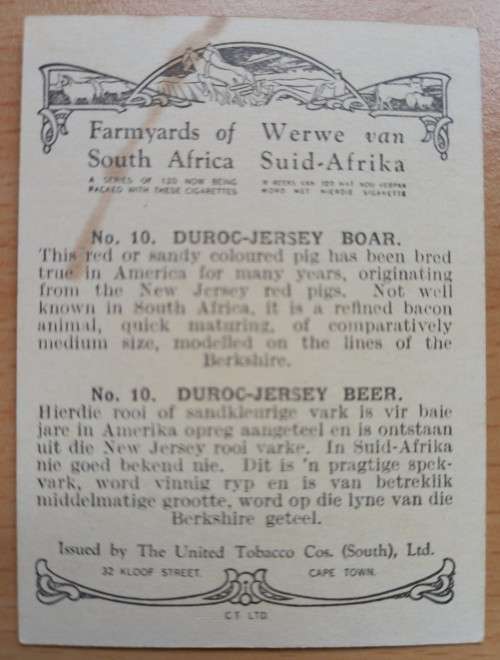 Farmyards of Werwe van
South Africa Suid-Afrika
A SERIES OF 120 NOW BEING
PACKED WITH THESE CIGARETTES
'N REEKS VAN 120 WAT NOU VERPAK
WORD MET HIERDIE SIGARETTE
No. 10. DUROC-JERSEY BOAR.
This red or sandy coloured pig has been bred
true in America for many years, originating
from the New Jersey red pigs. Not well
known in South Africa, it is a refined bacon
animal, quick maturing, of comparatively
medium size, modelled on the lines of the
Berkshire.
No. 10. DUROC-JERSEY BEER.
Hierdie rooi of sandkleurige vark is vir baie
jare in Amerika opreg aangeteel en is ontstaan
uit die New Jersey rooi varke. In Suid-Afrika
nie goed bekend nie. Dit is 'n pragtige spek-
vark, word vinnig ryp en is van betreklik
middelmatige grootte, word op die lyne van die
Berkshire geteel.
Issued by The United Tobacco Cos. (South), Ltd.
32 KLOOF STREET. CAPE TOWN.
C.T. LTD.